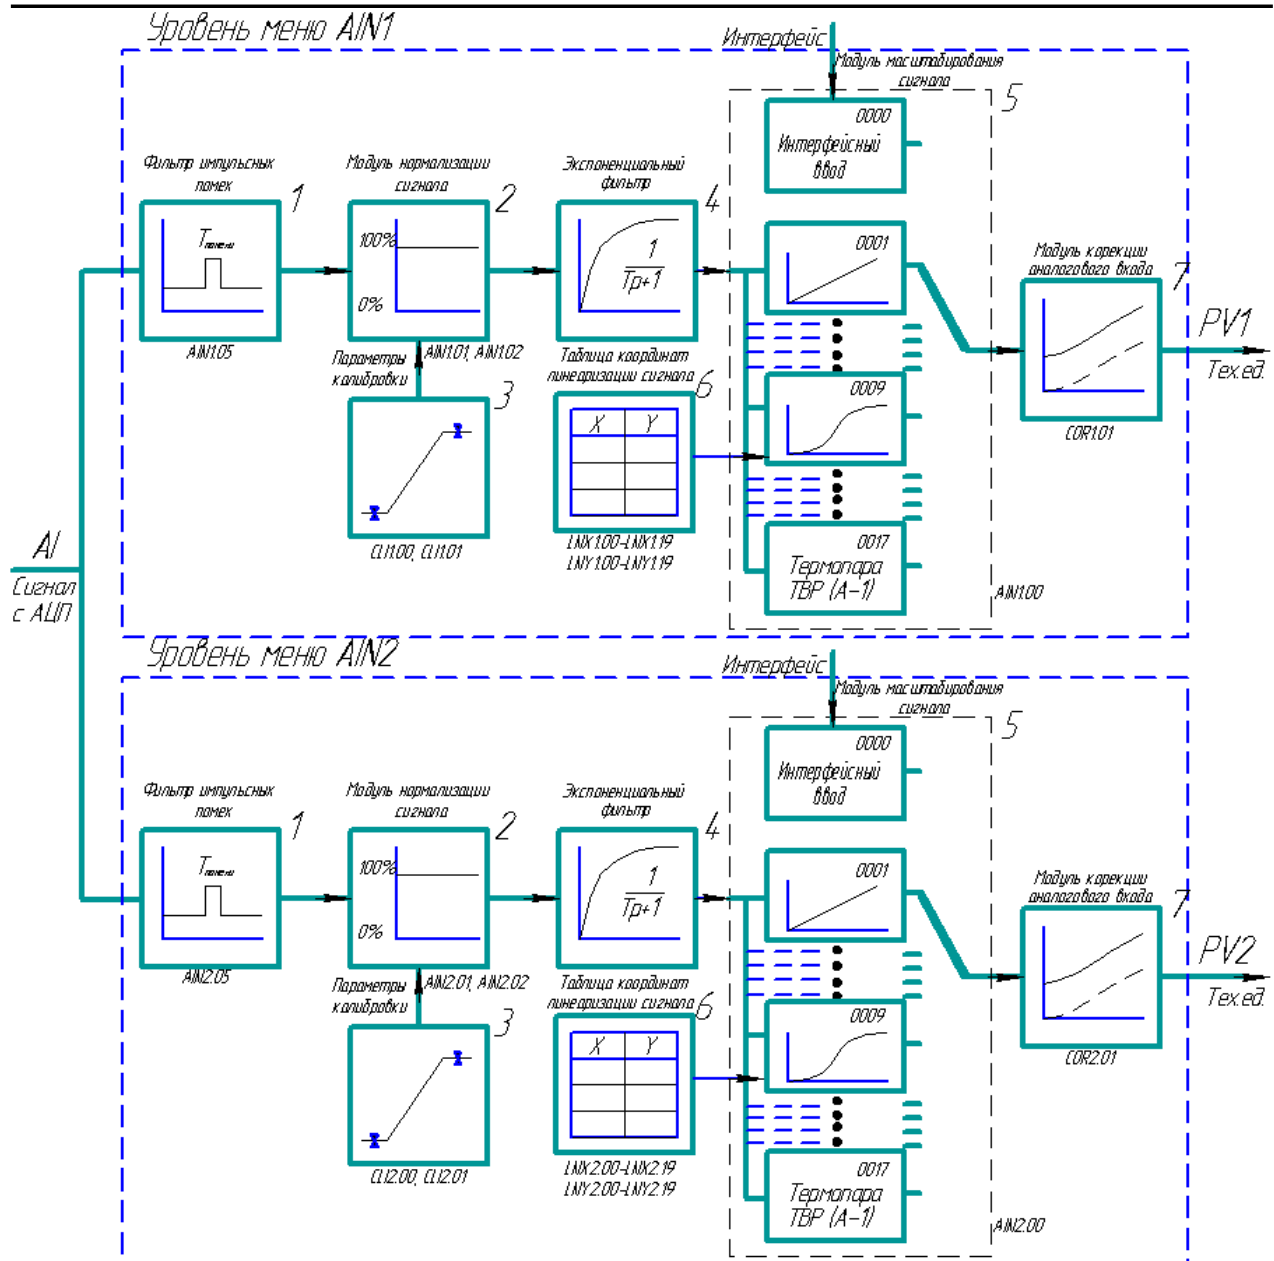 Уровень меню AIN1
Интерфейс
Модуль масштабирования
сигнала
5
0000
Интерфейсный
ввод
Фильтр импульсных
помех
1
Модуль нормализации
сигнала
2
Экспоненциальный
фильтр
4
Tпомехи
100%
0%
1
Tp+1
0001
Модуль корекции
аналогового входа
7
PV1
Тех.ед.
AIN1.05
Параметры
калибровки
AIN1.01, AIN1.02
3
Таблица координат
линеаризации сигнала
6
X Y
0009
COR1.01
CLI1.00, CLI1.01
LNX1.00-LNX1.19
LNY1.00-LNY1.19
0017
Термопара
ТВР (А-1)
AIN1.00
AI
Сигнал
с АЦП
Уровень меню AIN2
Интерфейс
Модуль масштабирования
сигнала
5
0000
Интерфейсный
ввод
Фильтр импульсных
помех
1
Модуль нормализации
сигнала
2
Экспоненциальный
фильтр
4
Tпомехи
100%
0%
1
Tp+1
0001
Модуль корекции
аналогового входа
7
PV2
Тех.ед.
AIN2.05
Параметры
калибровки
AIN2.01, AIN2.02
3
Таблица координат
линеаризации сигнала
6
X Y
0009
COR2.01
CLI2.00, CLI2.01
LNX2.00-LNX2.19
LNY2.00-LNY2.19
0017
Термопара
ТВР (А-1)
AIN2.00